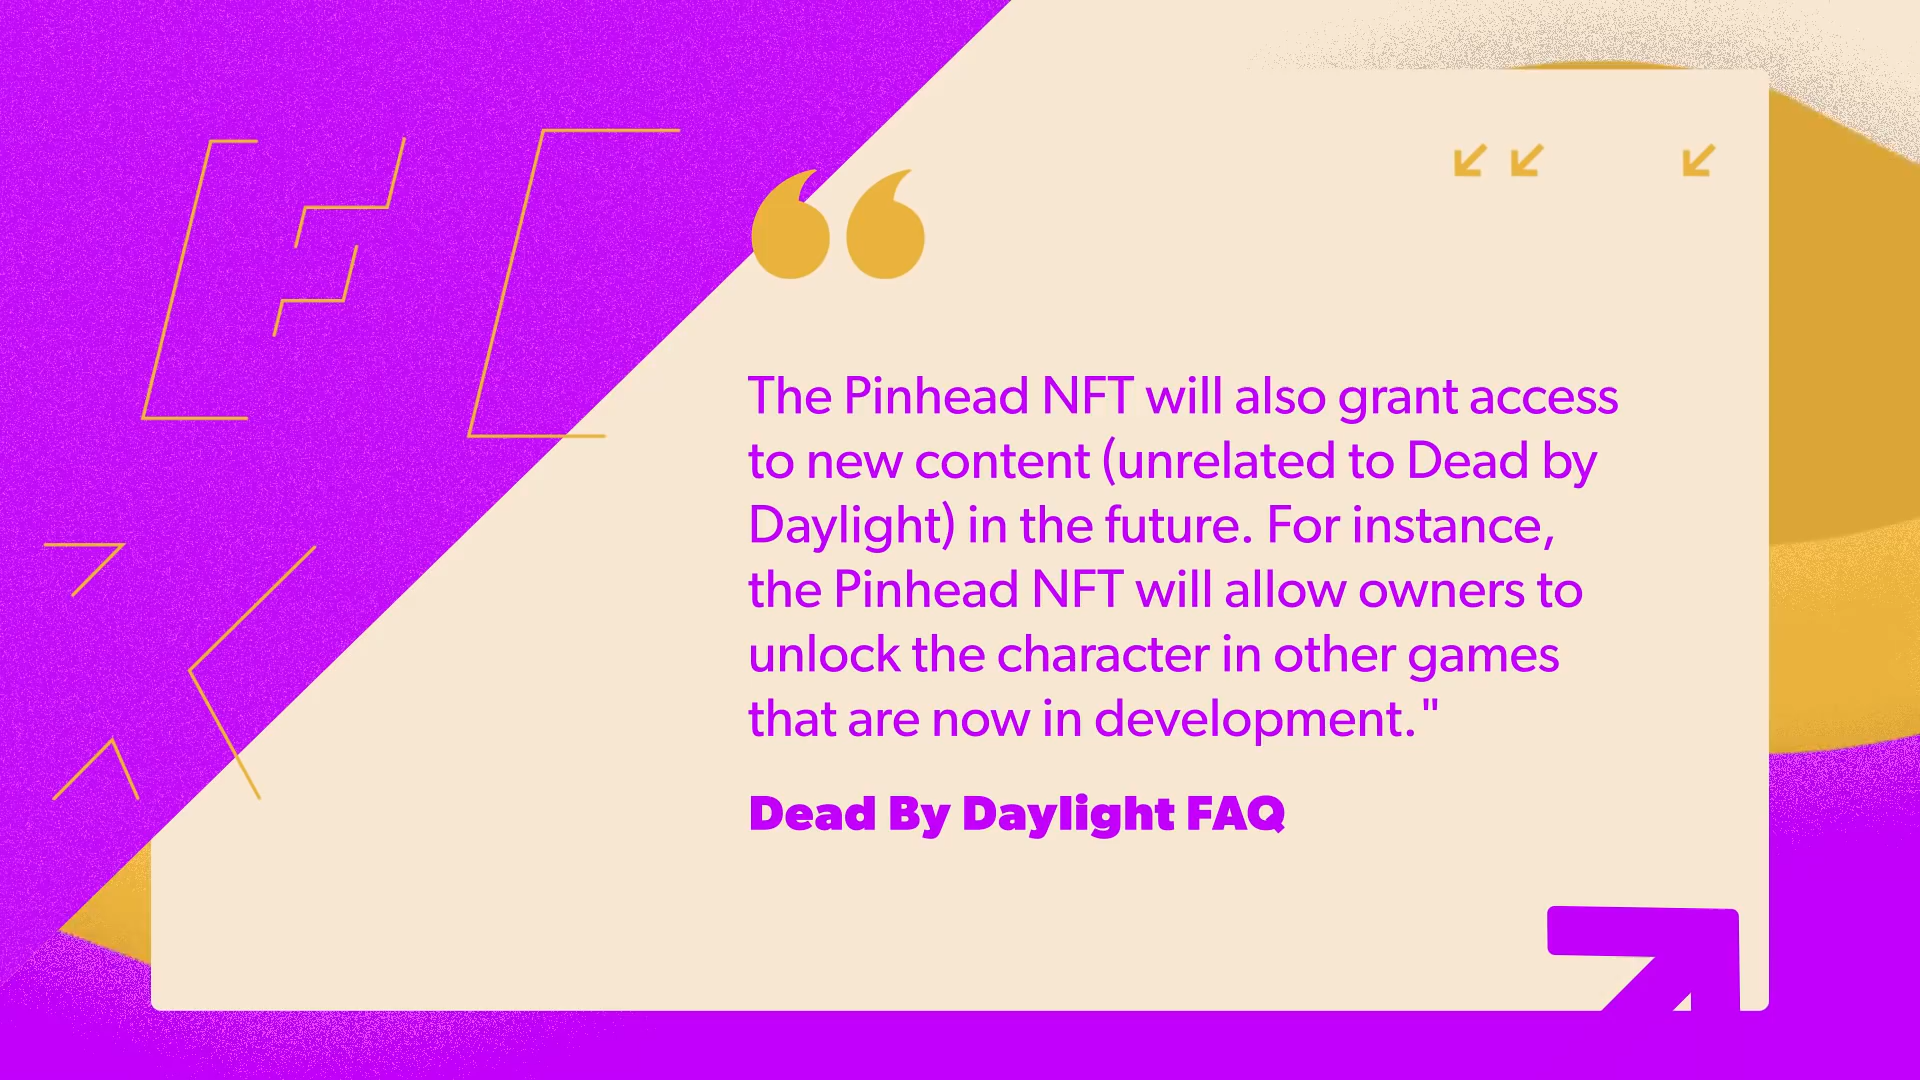 The Pinhead NFT will also grant access
to new content (unrelated to Dead by
Daylight) in the future. For instance,
the Pinhead NFT will allow owners to
unlock the character in other games
that are now in development."
Dead By Daylight FAQ